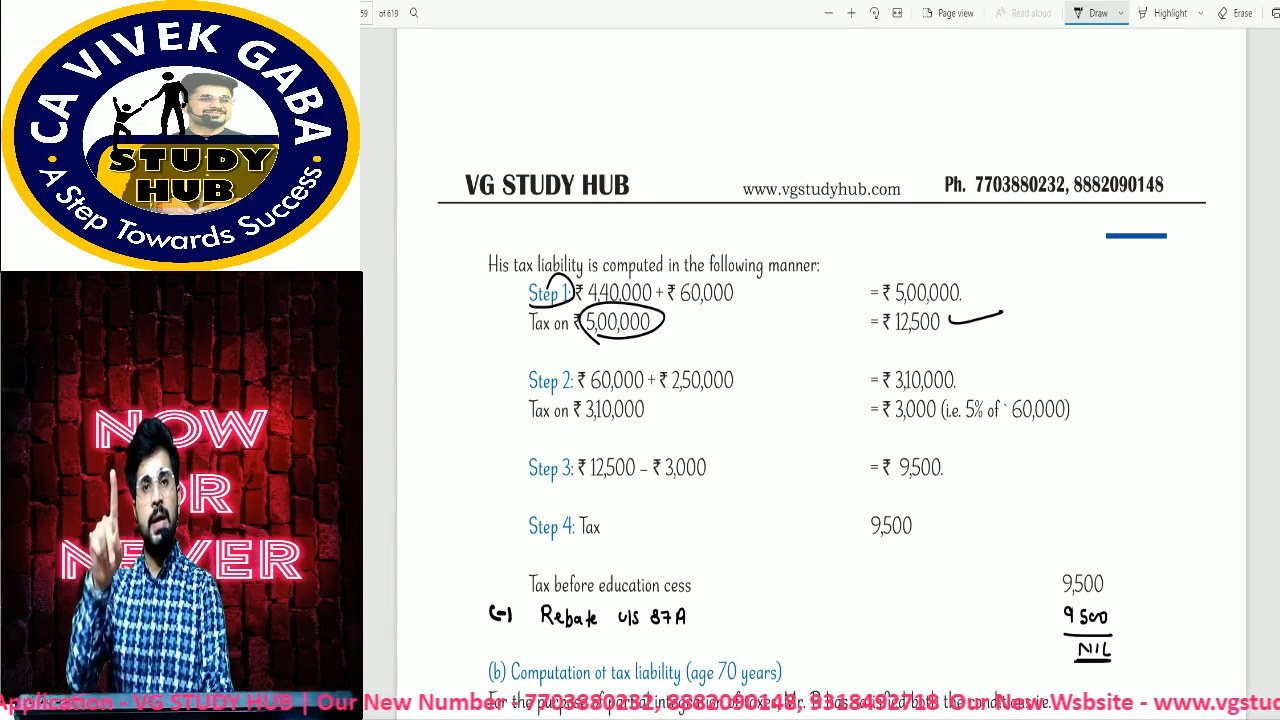 59 of 619
Page view
Read aloud
Draw
Highlight
Erase
CA VIVEK GABA
STUDY
HUB
A Step Towards Success
VG STUDY HUB
www.vgstudyhub.com
Ph. 7703880232, 8882090148
His tax liability is computed in the following manner:
Step 1: ₹ 4,40,000 + ₹ 60,000 = ₹ 5,00,000.
Tax on ₹ 5,00,000 = ₹ 12,500
Step 2: ₹ 60,000 + ₹ 2,50,000 = ₹ 3,10,000.
Tax on ₹ 3,10,000 = ₹ 3,000 (i.e. 5% of ` 60,000)
Step 3: ₹ 12,500 – ₹ 3,000 = ₹ 9,500.
Step 4: Tax 9,500
Tax before education cess 9,500
(-) Rebate u/s 87A 9500
NIL
(b) Computation of tax liability (age 70 years)
NOW
OR
NEVER
Application - VG STUDY HUB | Our New Number - 7703880232, 8882090148, Our New Wsbsite - www.vgstu